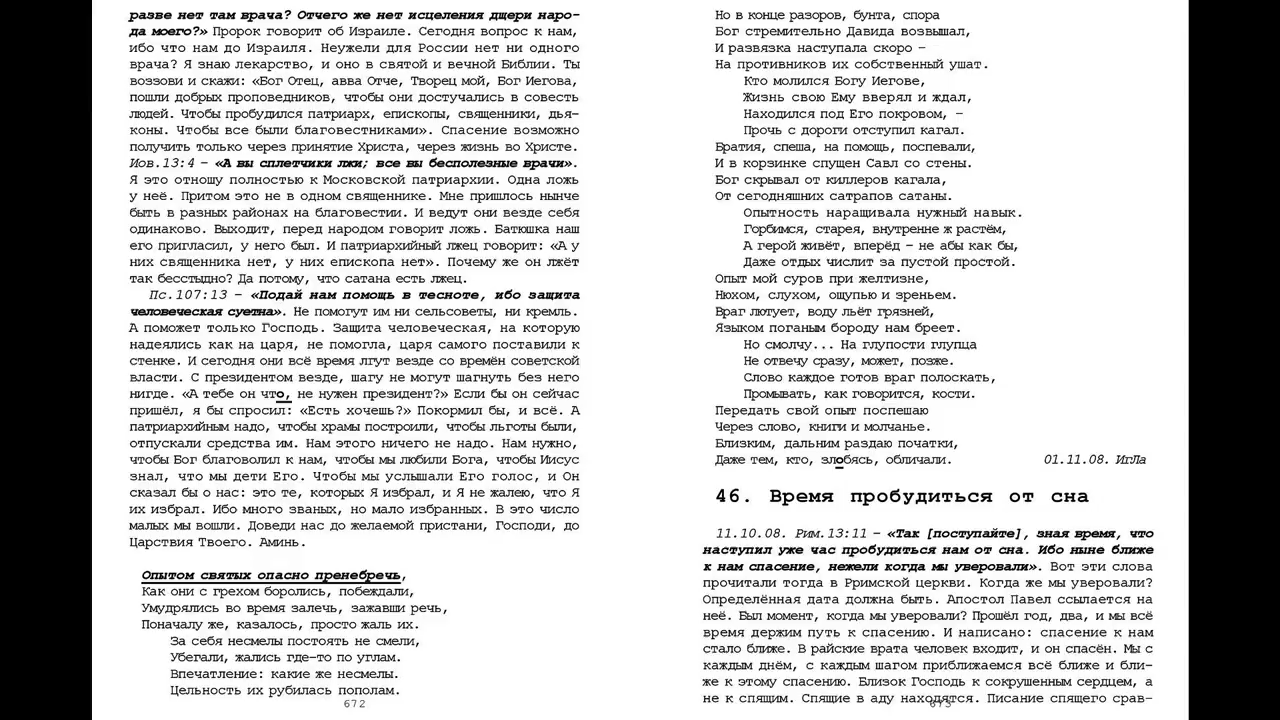 разве нет там врача? Отчего же нет исцеления дщери наро-
да моего?» Пророк говорит об Израиле. Сегодня вопрос к нам,
ибо что нам до Израиля. Неужели для России нет ни одного
врача? Я знаю лекарство, и оно в святой и вечной Библии. Ты
воззови и скажи: «Бог Отец, авва Отче, Творец мой, Бог Иегова,
пошли добрых проповедников, чтобы они достучались в совесть
людей. Чтобы пробудился патриарх, епископы, священники, дья-
коны. Чтобы все были благовестниками». Спасение возможно
получить только через принятие Христа, через жизнь во Христе.
Иов.13:4 – «А вы сплетчики лжи; все вы бесполезные врачи».
Я это отношу полностью к Московской патриархии. Одна ложь
у неё. Притом это не в одном священнике. Мне пришлось нынче
быть в разных районах на благовестии. И ведут они везде себя
одинаково. Выходит, перед народом говорит ложь. Батюшка наш
его пригласил, у него был. И патриархийный лжец говорит: «А у
них священника нет, у них епископа нет». Почему же он лжёт
так бесстыдно? Да потому, что сатана есть лжец.
Пс.107:13 – «Подай нам помощь в тесноте, ибо защита
человеческая суетна». Не помогут им ни сельсоветы, ни кремль.
А поможет только Господь. Защита человеческая, на которую
надеялись как на царя, не помогла, царя самого поставили к
стенке. И сегодня они всё время лгут везде со времён советской
власти. С президентом везде, шагу не могут шагнуть без него
нигде. «А тебе он что, не нужен президент?» Если бы он сейчас
пришёл, я бы спросил: «Есть хочешь?» Покормил бы, и всё. А
патриархийным надо, чтобы храмы построили, чтобы льготы были,
отпускали средства им. Нам этого ничего не надо. Нам нужно,
чтобы Бог благоволил к нам, чтобы мы любили Бога, чтобы Иисус
знал, что мы дети Его. Чтобы мы услышали Его голос, и Он
сказал бы о нас: это те, которых Я избрал, и Я не жалею, что Я
их избрал. Ибо много званых, но мало избранных. В это число
малых мы вошли. Доведи нас до желаемой пристани, Господи, до
Царствия Твоего. Аминь.
Опытом святых опасно пренебречь,
Как они с грехом боролись, побеждали,
Умудрялись во время залечь, зажавши речь,
Поначалу же, казалось, просто жаль их.
За себя несмелы постоять не смели,
Убегали, жались где-то по углам.
Впечатление: какие же несмелы.
Цельность их рубилась пополам.
672
Но в конце разоров, бунта, спора
Бог стремительно Давида возвышал,
И развязка наступала скоро –
На противников их собственный ушат.
Кто молился Богу Иегове,
Жизнь свою Ему вверял и ждал,
Находился под Его покровом, –
Прочь с дороги отступил кагал.
Братия, спеша, на помощь, поспевали,
И в корзинке спущен Савл со стены.
Бог скрывал от киллеров кагала,
От сегодняшних сатрапов сатаны.
Опытность наращивала нужный навык.
Горбимся, старея, внутренне ж растём,
А герой живёт, вперёд – не абы как бы,
Даже отдых числит за пустой простой.
Опыт мой суров при желтизне,
Нюхом, слухом, ощупью и зреньем.
Враг лютует, воду льёт грязней,
Языком поганым бороду нам бреет.
Но смолчу... На глупости глупца
Не отвечу сразу, может, позже.
Слово каждое готов враг полоскать,
Промывать, как говорится, кости.
Передать свой опыт поспешаю
Через слово, книги и молчанье.
Близким, дальним раздаю початки,
Даже тем, кто, злобясь, обличали. 01.11.08. ИгЛа
46. Время пробудиться от сна
11.10.08. Рим.13:11 – «Так [поступайте], зная время, что
наступил уже час пробудиться нам от сна. Ибо ныне ближе
к нам спасение, нежели когда мы уверовали». Вот эти слова
прочитали тогда в Рримской церкви. Когда же мы уверовали?
Определённая дата должна быть. Апостол Павел ссылается на
неё. Был момент, когда мы уверовали? Прошёл год, два, и мы всё
время держим путь к спасению. И написано: спасение к нам
стало ближе. В райские врата человек входит, и он спасён. Мы с
каждым днём, с каждым шагом приближаемся всё ближе и бли-
же к этому спасению. Близок Господь к сокрушенным сердцем, а
не к спящим. Спящие в аду находятся. Писание спящего срав-
673